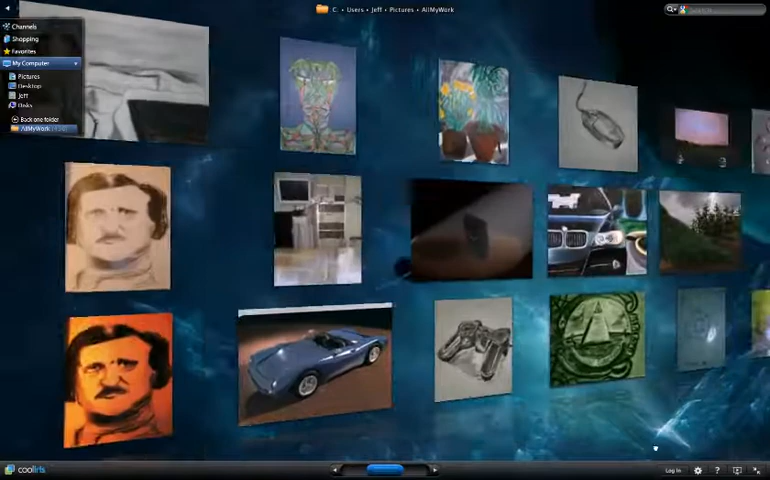 C: • Users • Jeff • Pictures • AllMyWork
Search...
Channels
Shopping
Favorites
My Computer
Pictures
Desktop
Jeff
Disks
Back one folder
AllMyWork
Log In
?
cooliris